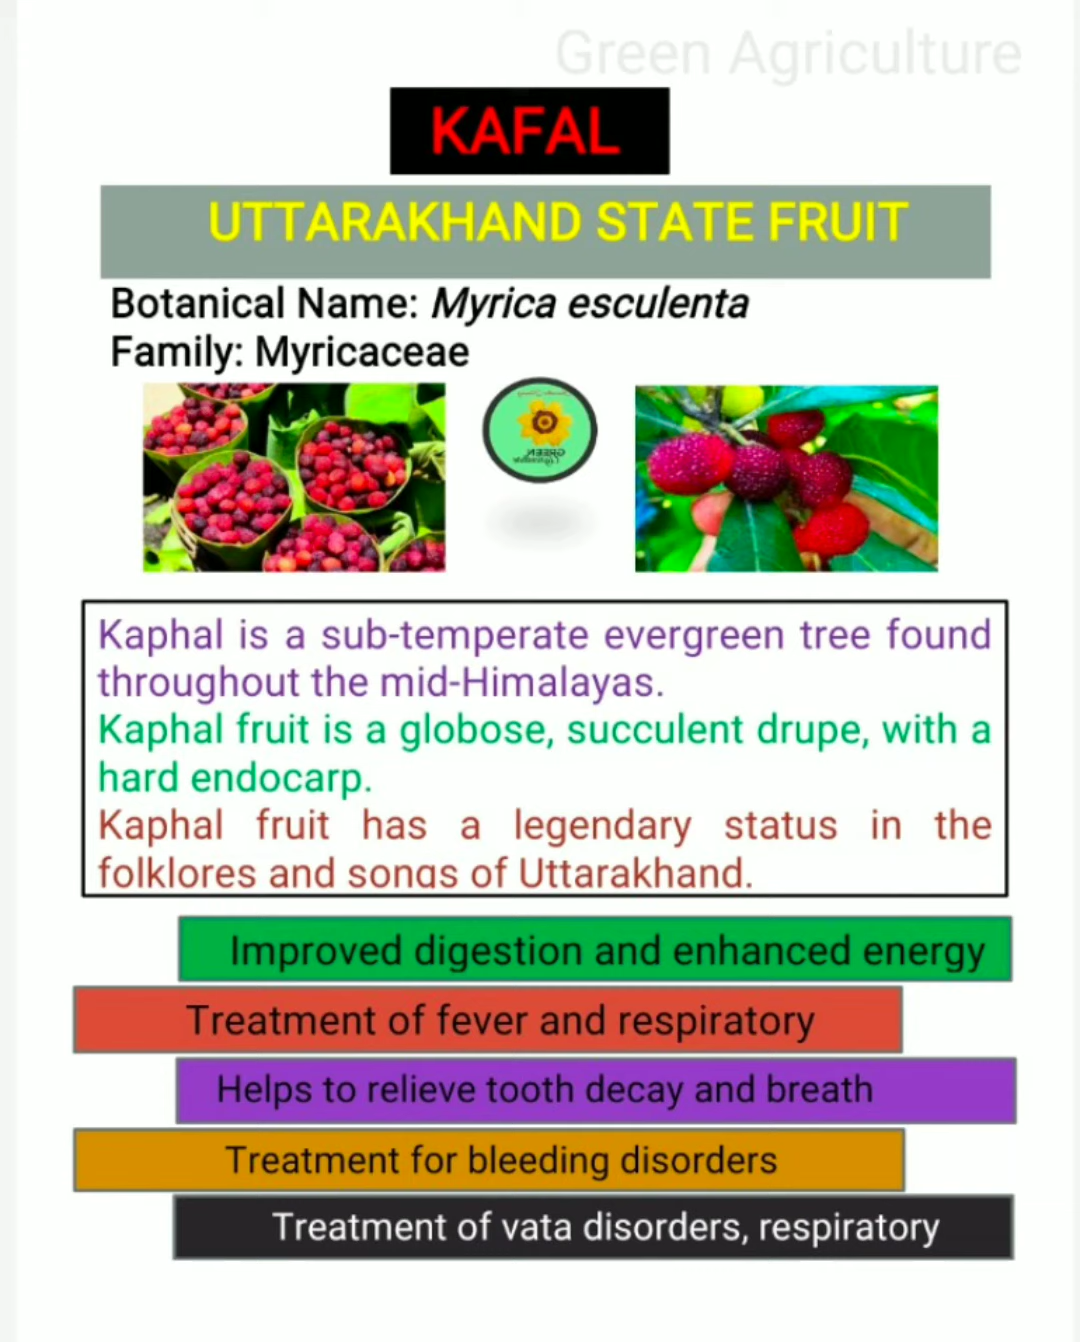 Green Agriculture
KAFAL
UTTARAKHAND STATE FRUIT
Botanical Name: Myrica esculenta
Family: Myricaceae
GREEN
Kaphal is a sub-temperate evergreen tree found
throughout the mid-Himalayas.
Kaphal fruit is a globose, succulent drupe, with a
hard endocarp.
Kaphal fruit has a legendary status in the
folklores and songs of Uttarakhand.
Improved digestion and enhanced energy
Treatment of fever and respiratory
Helps to relieve tooth decay and breath
Treatment for bleeding disorders
Treatment of vata disorders, respiratory